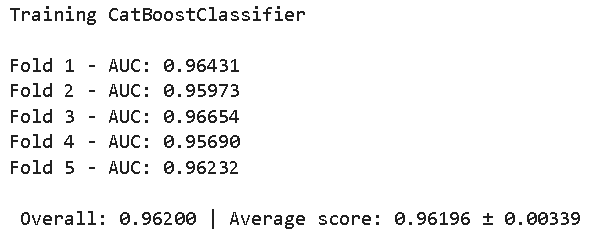 Training CatBoostClassifier
Fold 1 - AUC: 0.96431
Fold 2 - AUC: 0.95973
Fold 3 - AUC: 0.96654
Fold 4 - AUC: 0.95690
Fold 5 - AUC: 0.96232
Overall: 0.96200 | Average score: 0.96196 ± 0.00339